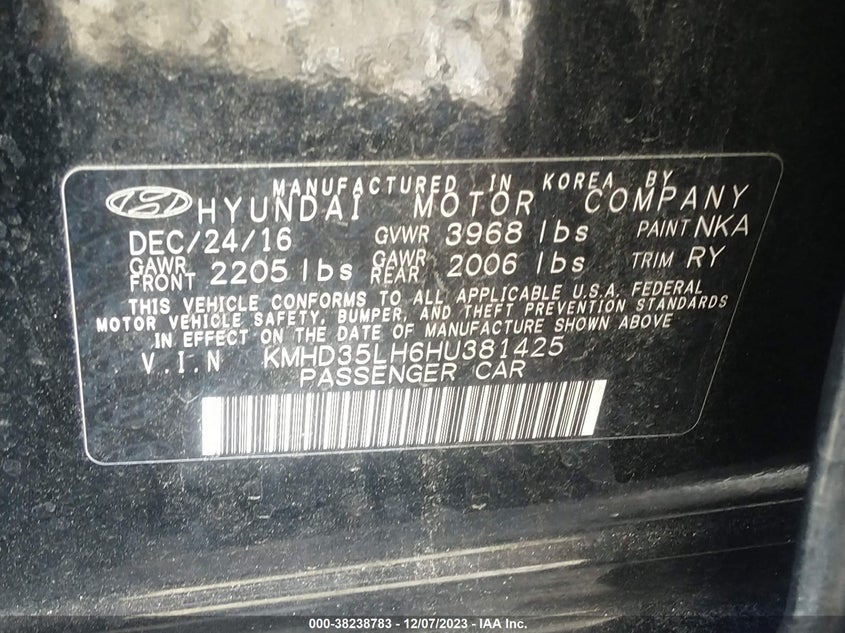 MANUFACTURED IN KOREA BY
HYUNDAI MOTOR COMPANY
DEC/24/16 GVWR 3968 lbs PAINT NKA
GAWR FRONT 2205 lbs GAWR REAR 2006 lbs TRIM RY
THIS VEHICLE CONFORMS TO ALL APPLICABLE U.S.A. FEDERAL
MOTOR VEHICLE SAFETY, BUMPER, AND THEFT PREVENTION STANDARDS
IN EFFECT ON THE DATE OF MANUFACTURE SHOWN ABOVE
V.I.N KMHD35LH6HU381425
PASSENGER CAR
000-38238783 - 12/07/2023 - IAA Inc.